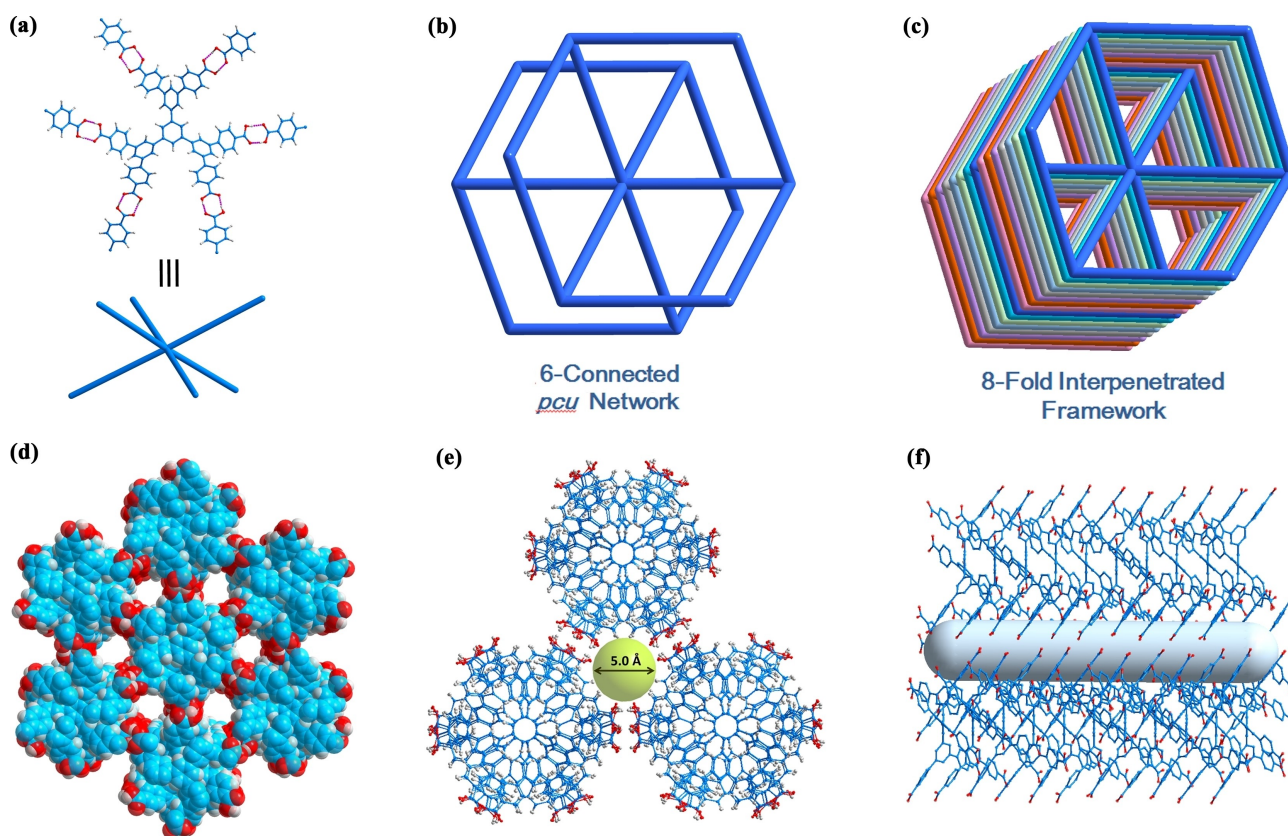 (a)
(b)
6-Connected
pcu Network
(c)
8-Fold Interpenetrated
Framework
(d)
(e)
5.0 Å
(f)